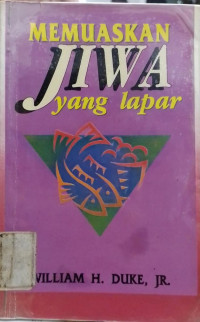 MEMUASKAN
JIWA
yang lapar
WILLIAM H. DUKE, JR.